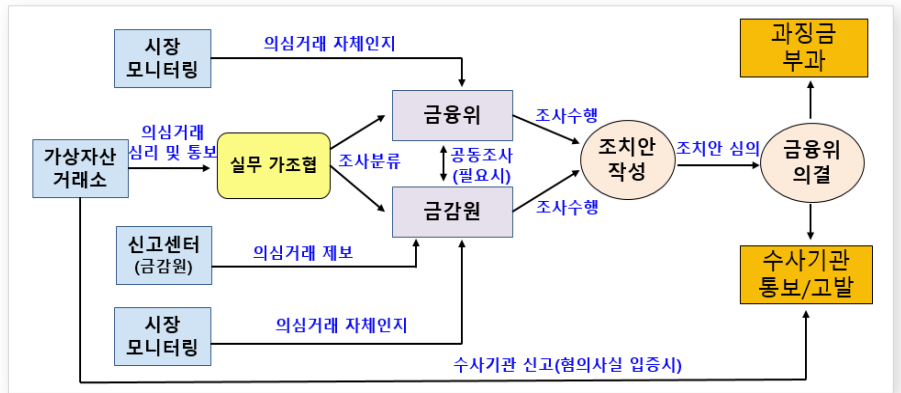 시장
모니터링
의심거래 자체인지
과징금
부과
금융위
조사수행
의심거래
심리 및 통보
가상자산
거래소
실무 가조협
조사분류
공동조사
(필요시)
조치안
작성
조치안 심의
금융위
의결
금감원
조사수행
신고센터
(금감원)
의심거래 제보
수사기관
통보/고발
시장
모니터링
의심거래 자체인지
수사기관 신고(혐의사실 입증시)